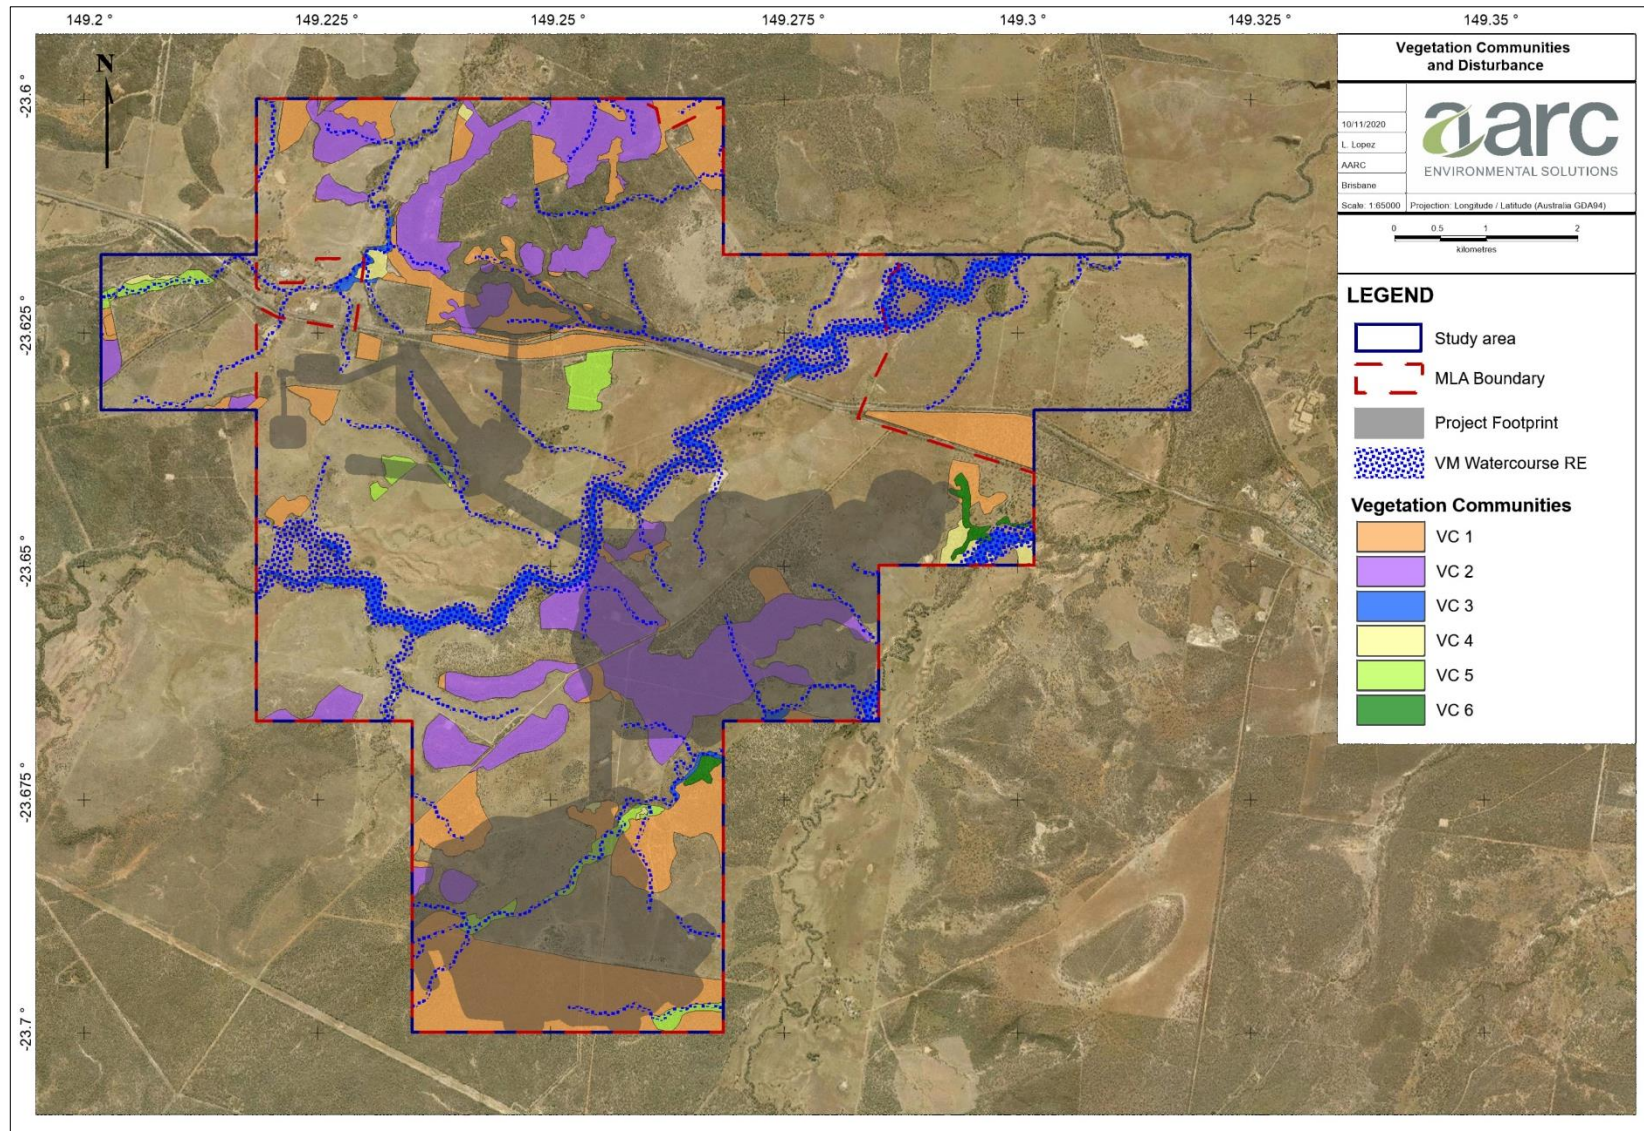 149.2 °
149.225 °
149.25 °
149.275 °
149.3 °
149.325 °
149.35 °
-23.6 °
-23.625 °
-23.65 °
-23.675 °
-23.7 °
N
Vegetation Communities
and Disturbance
10/11/2020
L. Lopez
AARC
Brisbane
aarc
ENVIRONMENTAL SOLUTIONS
Scale: 1:65000
Projection: Longitude / Latitude (Australia GDA94)
0 0.5 1 2
kilometres
LEGEND
Study area
MLA Boundary
Project Footprint
VM Watercourse RE
Vegetation Communities
VC 1
VC 2
VC 3
VC 4
VC 5
VC 6